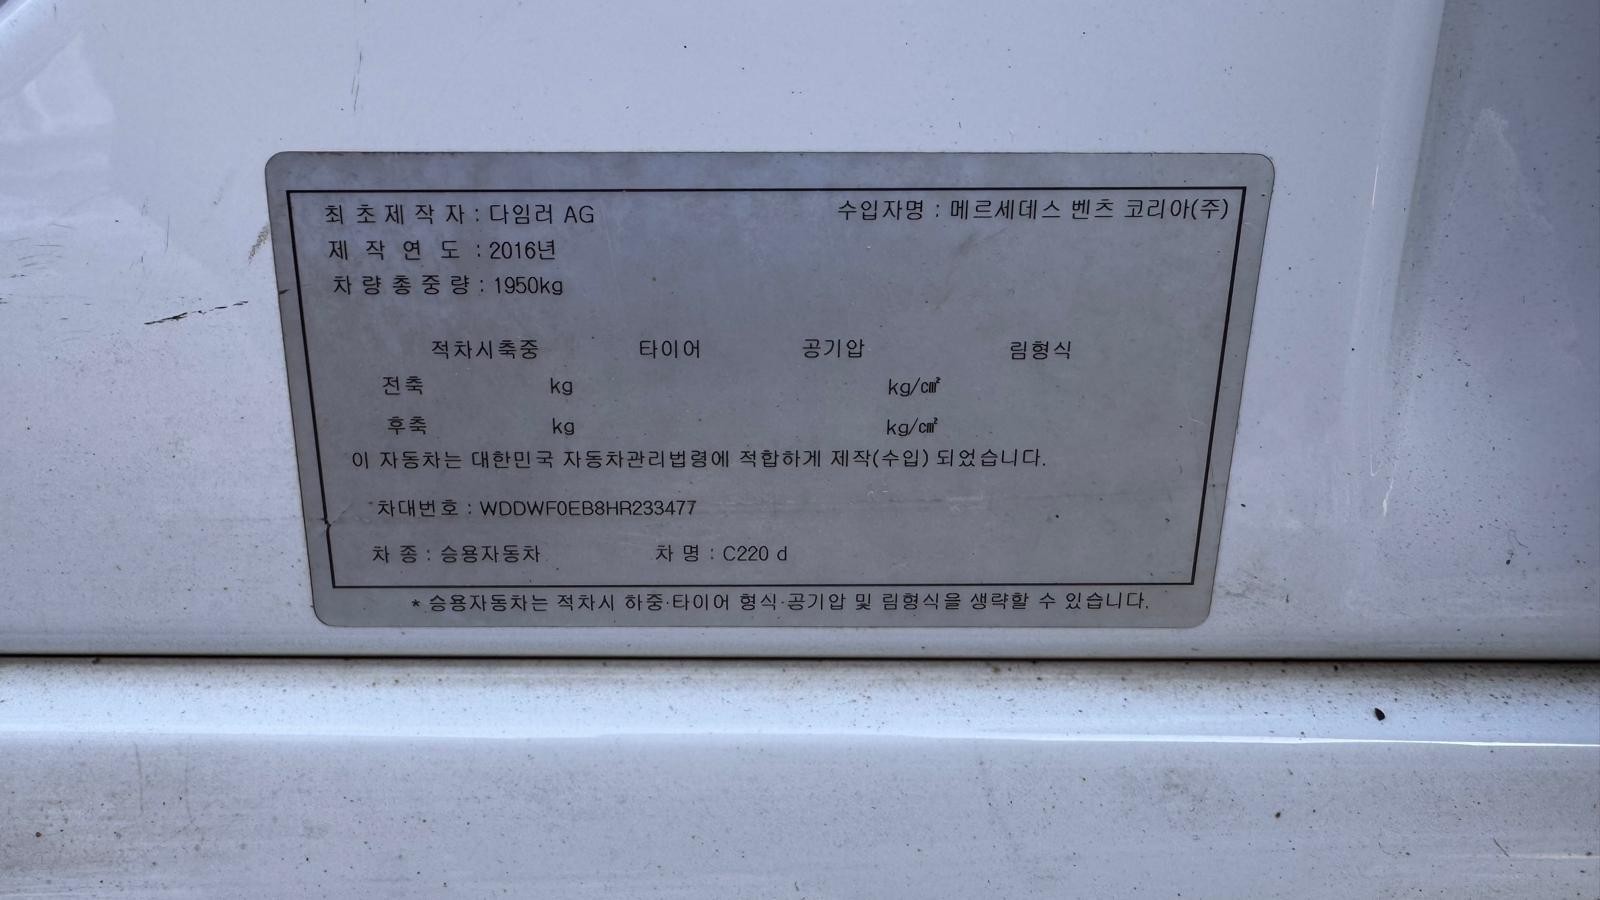 최초제작자 : 다임러 AG 수입자명 : 메르세데스 벤츠 코리아(주)
제작연도 : 2016년
차량총중량 : 1950kg
적차시축중 타이어 공기압 림형식
전축 kg kg/㎠
후축 kg kg/㎠
이 자동차는 대한민국 자동차관리법령에 적합하게 제작(수입) 되었습니다.
차대번호 : WDDWF0EB8HR233477
차 종 : 승용자동차 차 명 : C220 d
* 승용자동차는 적차시 하중·타이어 형식·공기압 및 림형식을 생략할 수 있습니다.